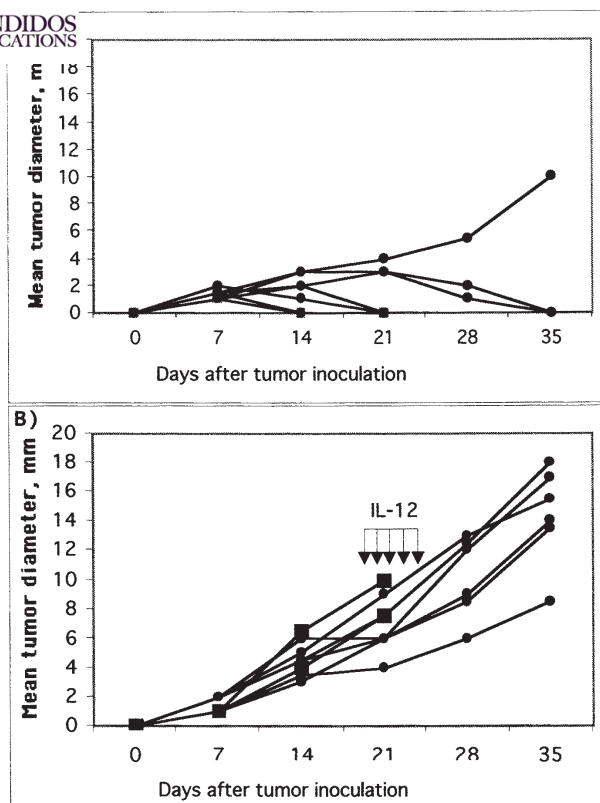 NDIDOS
CATIONS
Mean tumor diameter, m
18
16
14
12
10
8
6
4
2
0
0 7 14 21 28 35
Days after tumor inoculation
B)
Mean tumor diameter, mm
20
18
16
14
12
10
8
6
4
2
0
IL-12
0 7 14 21 28 35
Days after tumor inoculation